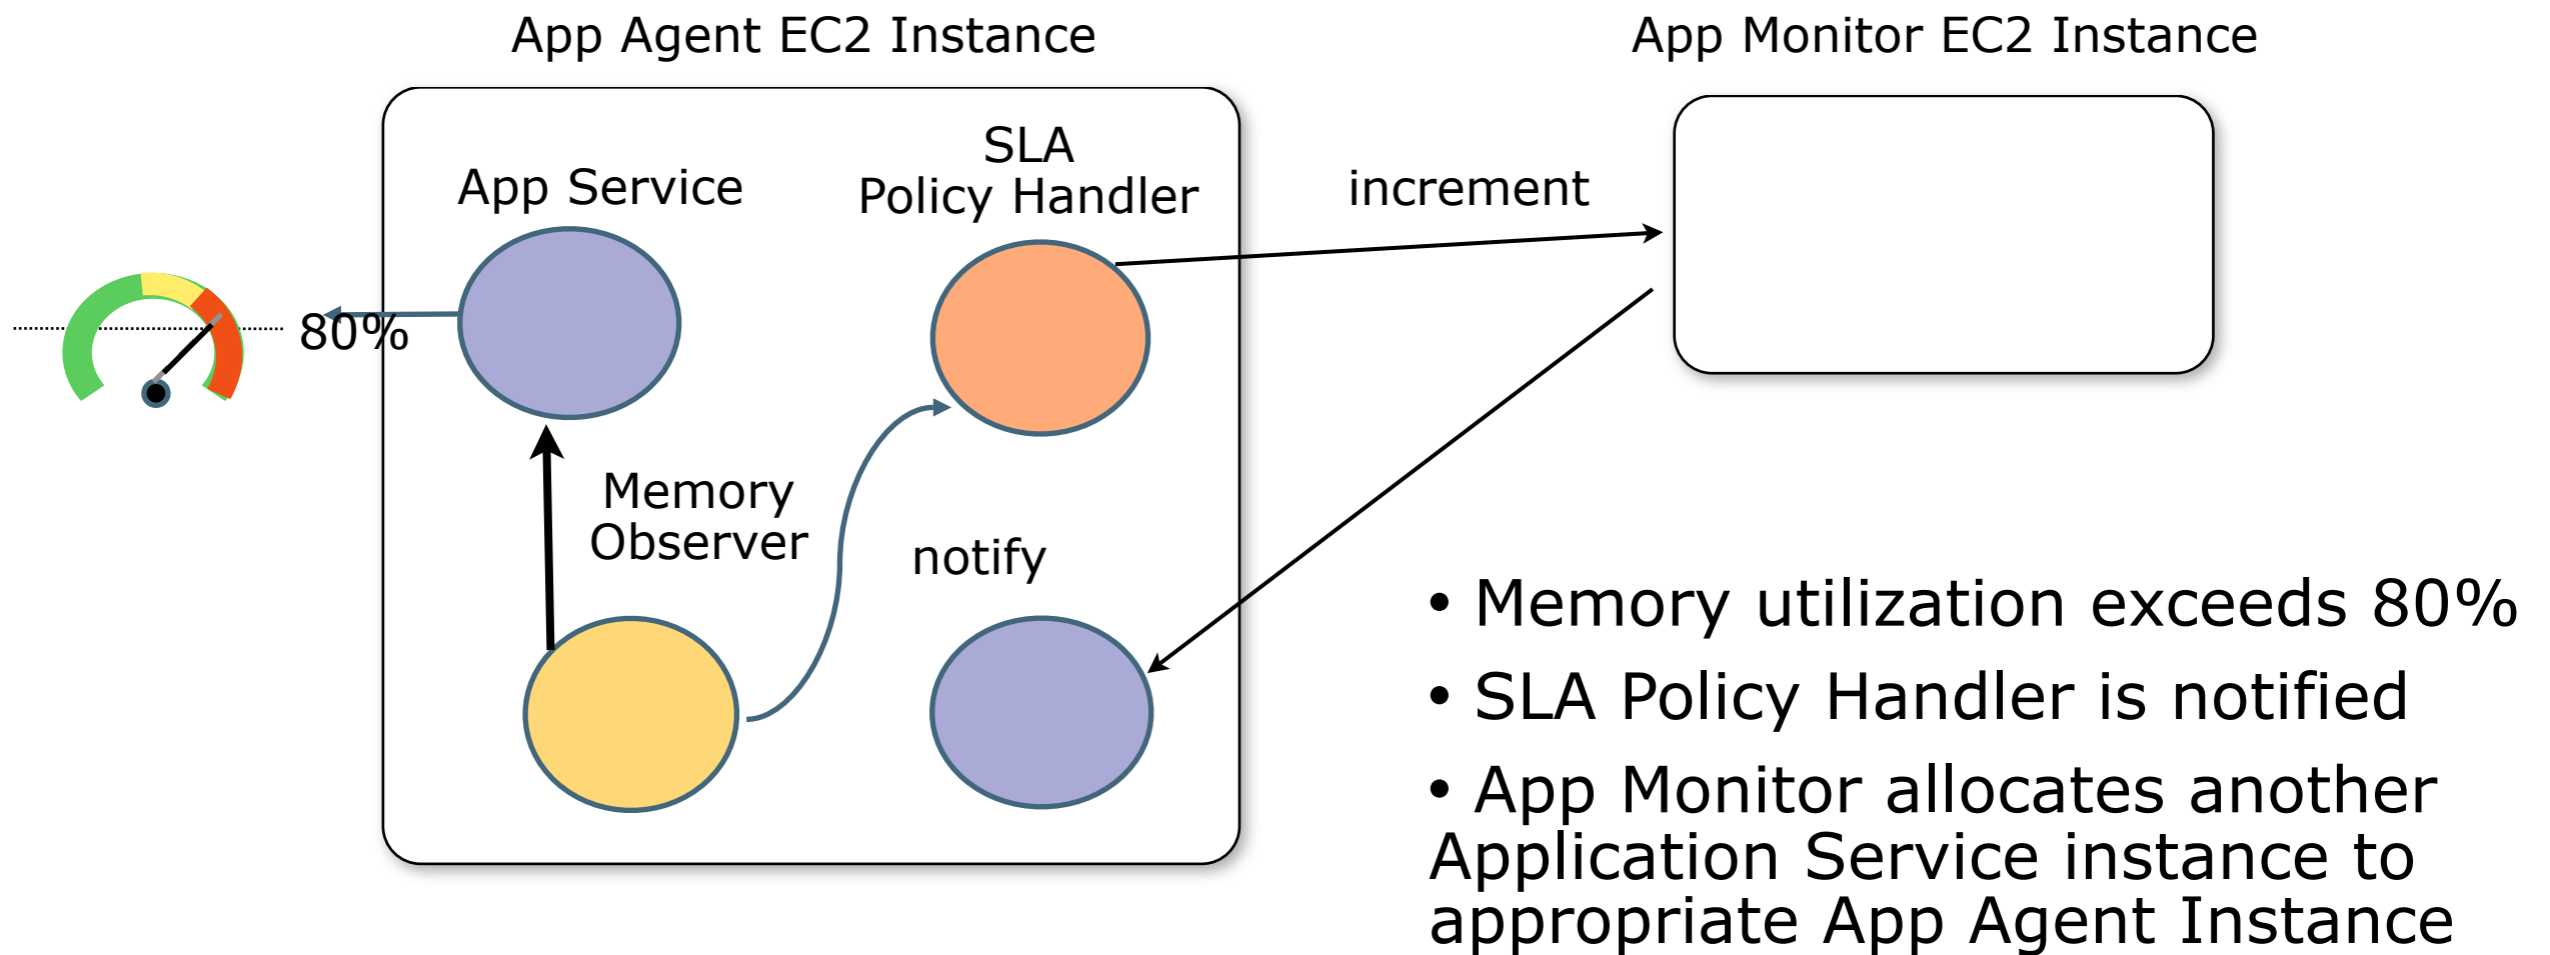 App Agent EC2 Instance
App Monitor EC2 Instance
SLA
Policy Handler
App Service
increment
80%
Memory
Observer
notify
• Memory utilization exceeds 80%
• SLA Policy Handler is notified
• App Monitor allocates another
Application Service instance to
appropriate App Agent Instance